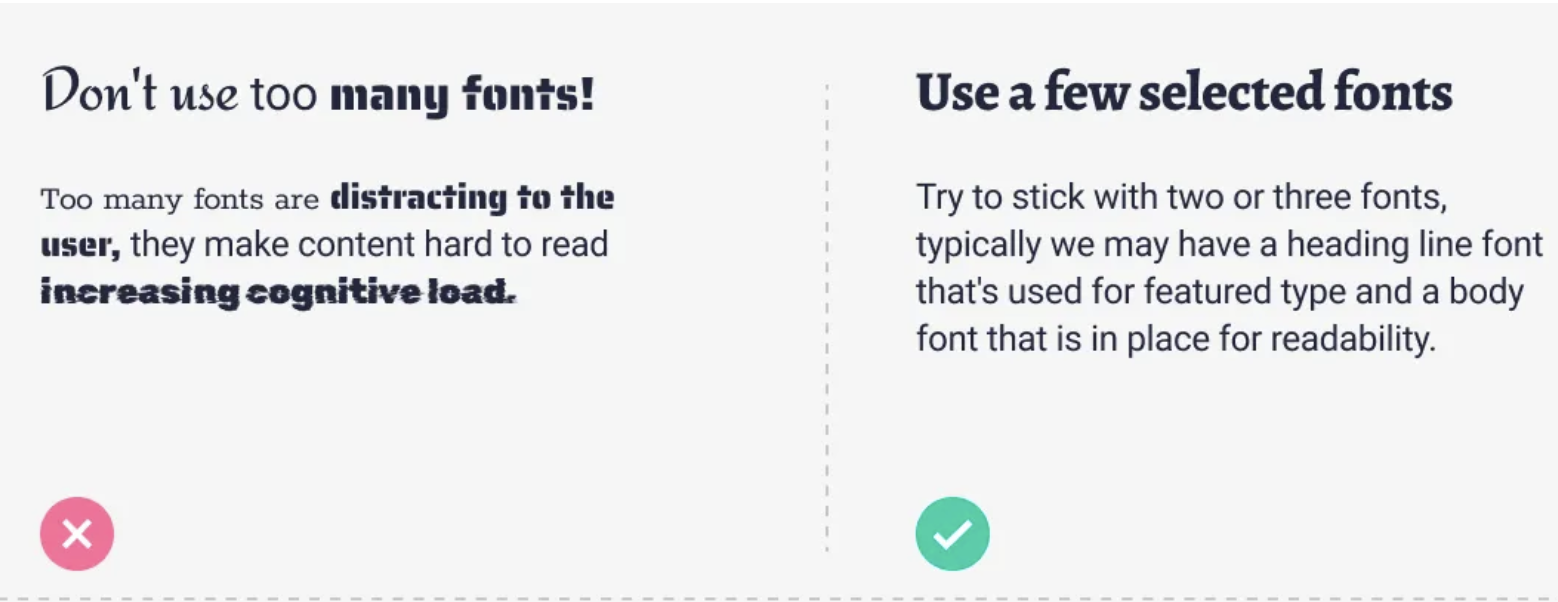 Don't use too many fonts!
Too many fonts are distracting to the
user, they make content hard to read
increasing cognitive load.
Use a few selected fonts
Try to stick with two or three fonts,
typically we may have a heading line font
that's used for featured type and a body
font that is in place for readability.